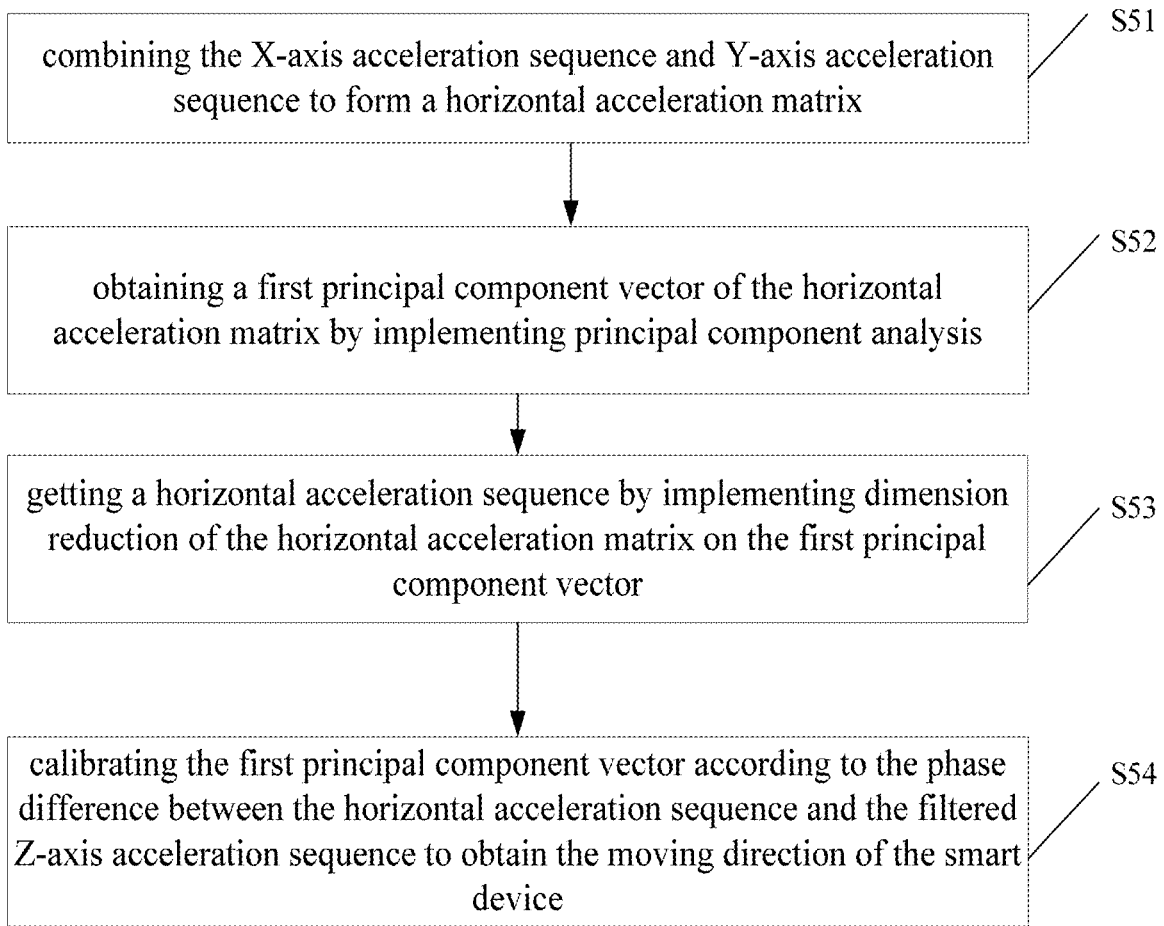 S51
combining the X-axis acceleration sequence and Y-axis acceleration
sequence to form a horizontal acceleration matrix
S52
obtaining a first principal component vector of the horizontal
acceleration matrix by implementing principal component analysis
getting a horizontal acceleration sequence by implementing dimension
reduction of the horizontal acceleration matrix on the first principal
component vector
S53
calibrating the first principal component vector according to the phase
difference between the horizontal acceleration sequence and the filtered
Z-axis acceleration sequence to obtain the moving direction of the smart
device
S54